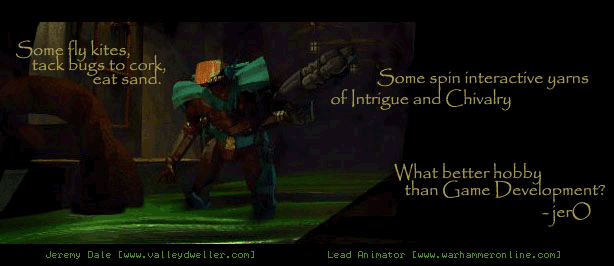 Some fly kites,
tack bugs to cork,
eat sand.
Some spin interactive yarns
of Intrigue and Chivalry
What better hobby
than Game Development?
- jerO
Jeremy Dale [www.valleydweller.com]
Lead Animator [www.warhammeronline.com]